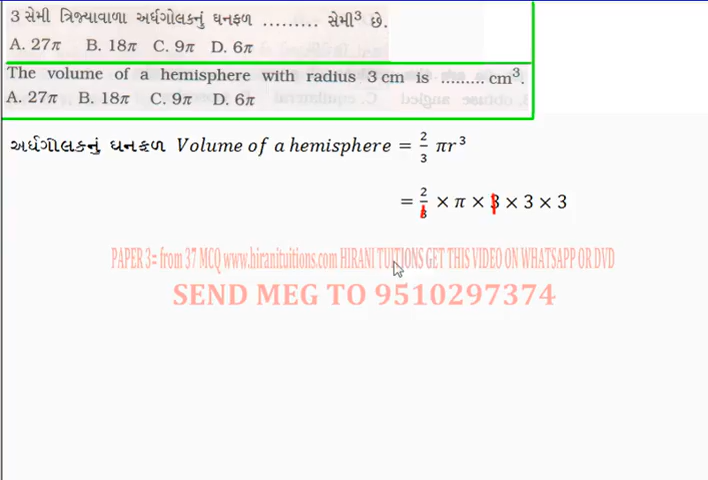 3 સેમી ત્રિજ્યાવાળા અર્ધગોલકનું ઘનફળ ......... સેમી³ છે.
A. 27π B. 18π C. 9π D. 6π
The volume of a hemisphere with radius 3 cm is ........ cm³.
A. 27π B. 18π C. 9π D. 6π
અર્ધગોલકનું ઘનફળ Volume of a hemisphere = 2/3 πr³
= 2/3 × π × 3 × 3 × 3
PAPER 3= from 37 MCQ www.hiranituitions.com HIRANI TUITIONS GET THIS VIDEO ON WHATSAPP OR DVD
SEND MEG TO 9510297374